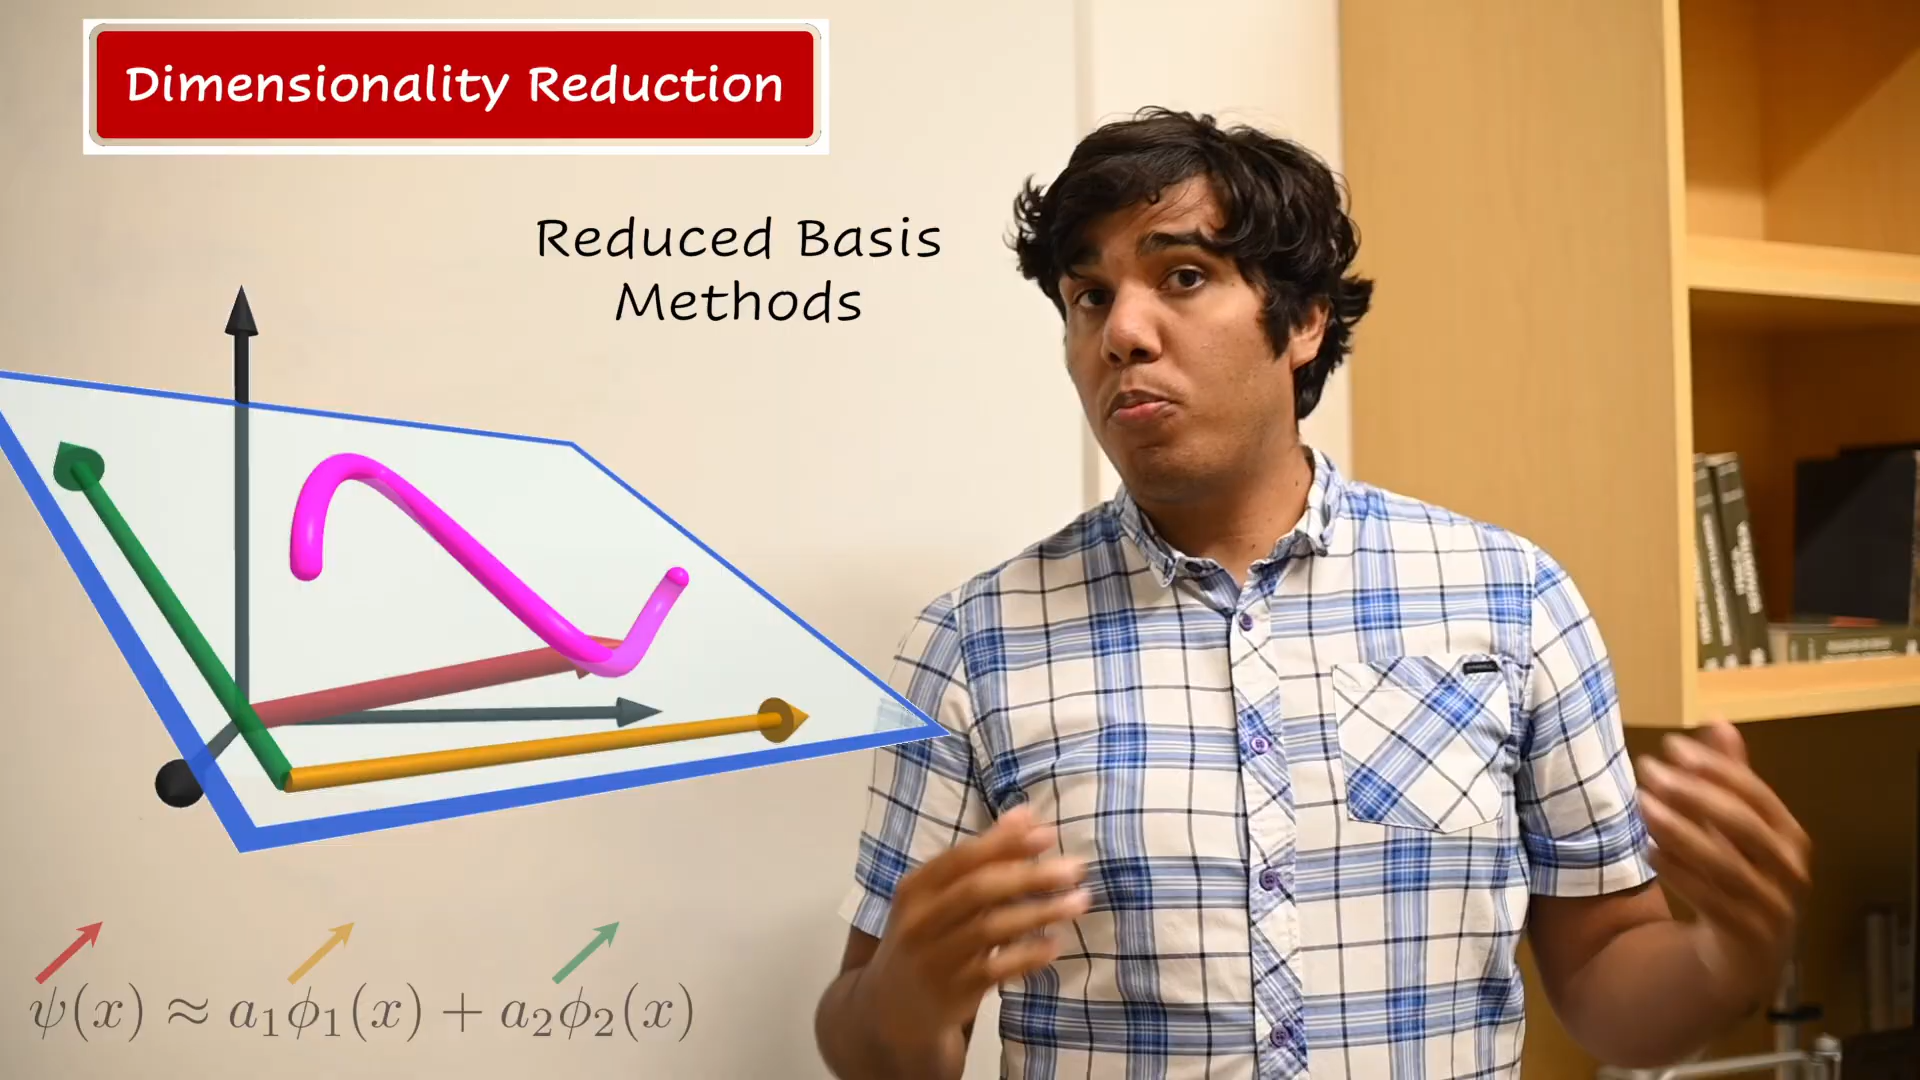 Dimensionality Reduction
Reduced Basis
Methods
ψ(x) ≈ a₁ϕ₁(x) + a₂ϕ₂(x)